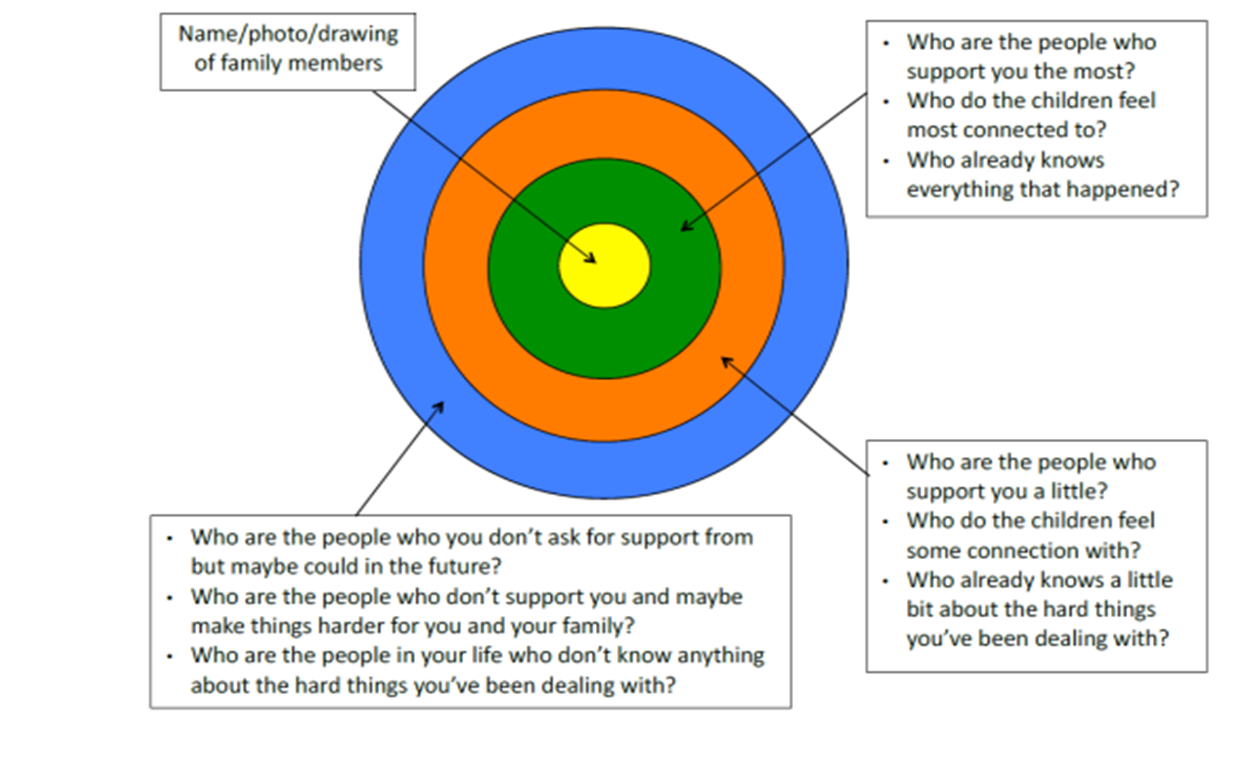 Name/photo/drawing
of family members
• Who are the people who
support you the most?
• Who do the children feel
most connected to?
• Who already knows
everything that happened?
• Who are the people who
support you a little?
• Who do the children feel
some connection with?
• Who already knows a little
bit about the hard things
you’ve been dealing with?
• Who are the people who you don’t ask for support from
but maybe could in the future?
• Who are the people who don’t support you and maybe
make things harder for you and your family?
• Who are the people in your life who don’t know anything
about the hard things you’ve been dealing with?